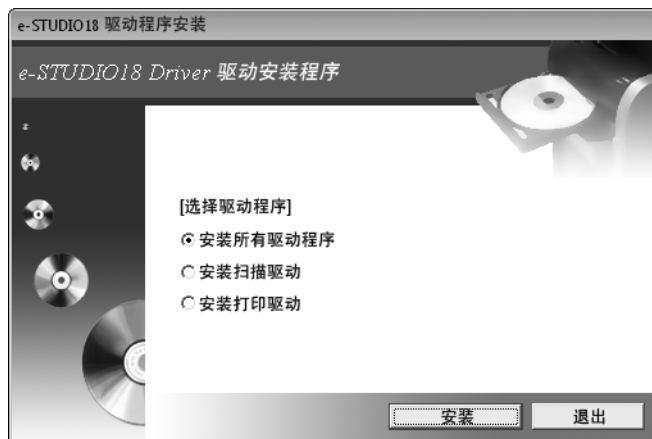 e-STUDIO18 驱动程序安装
e-STUDIO18 Driver 驱动安装程序
[选择驱动程序]
安装所有驱动程序
安装扫描驱动
安装打印驱动
安装
退出